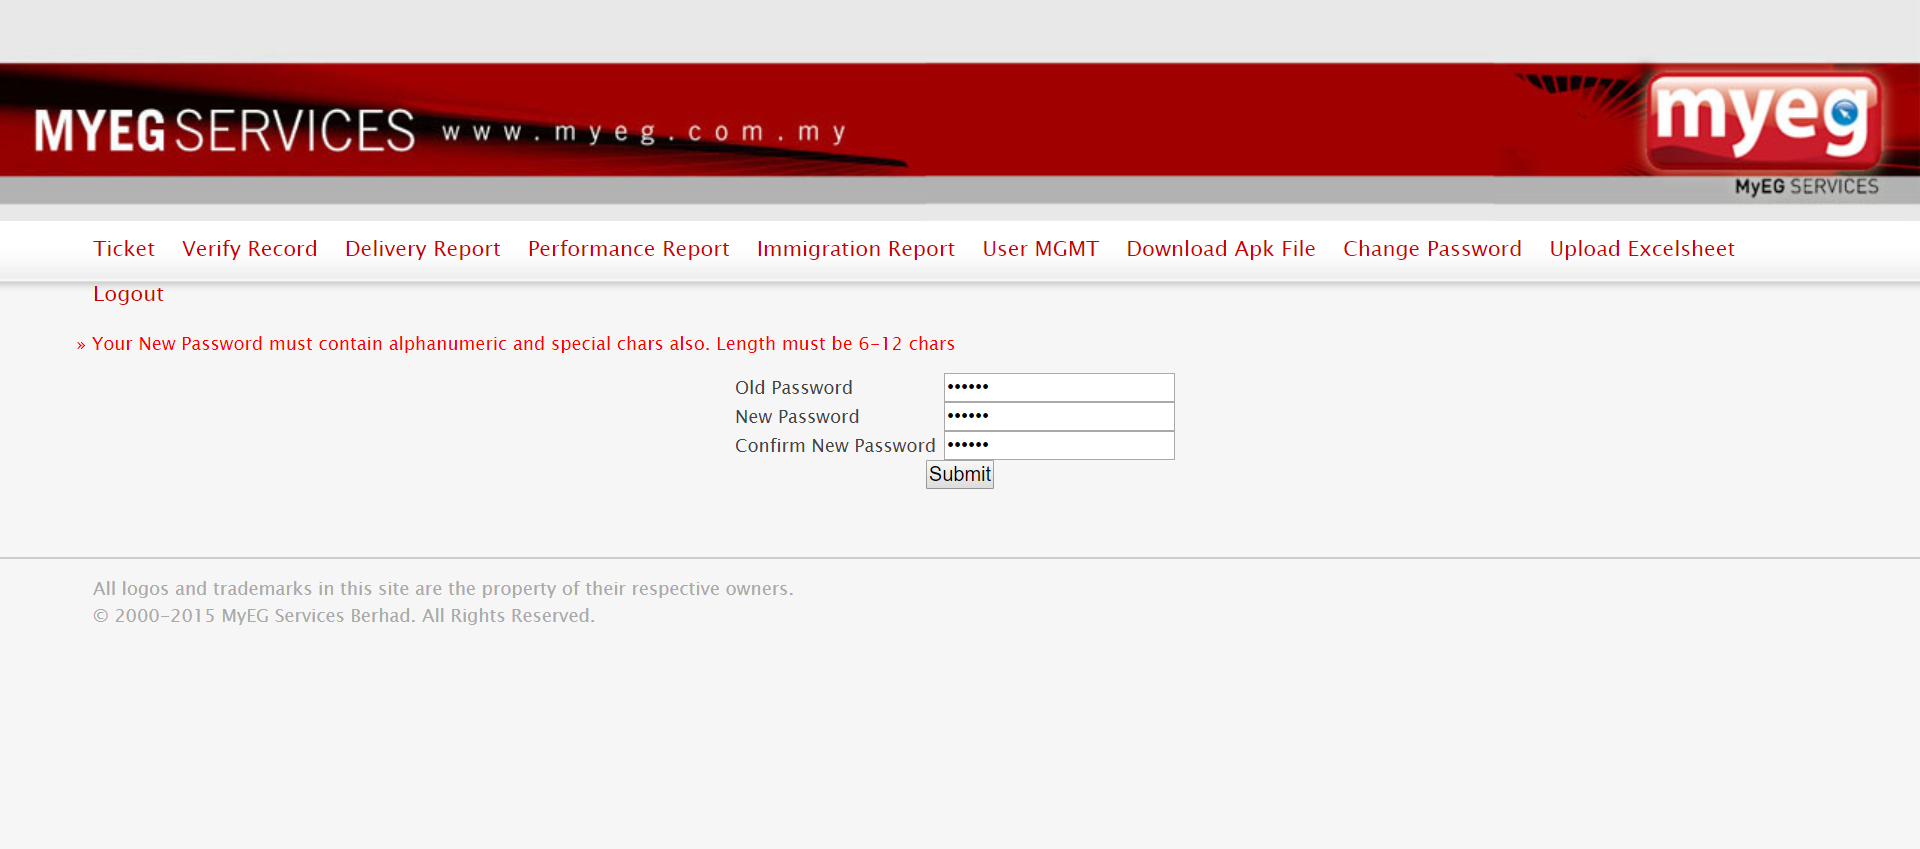 MYEG SERVICES www.myeg.com.my
myeg
MyEG SERVICES
Ticket Verify Record Delivery Report Performance Report Immigration Report User MGMT Download Apk File Change Password Upload Excelsheet
Logout
» Your New Password must contain alphanumeric and special chars also. Length must be 6-12 chars
Old Password ••••••
New Password ••••••
Confirm New Password ••••••
Submit
All logos and trademarks in this site are the property of their respective owners.
© 2000-2015 MyEG Services Berhad. All Rights Reserved.